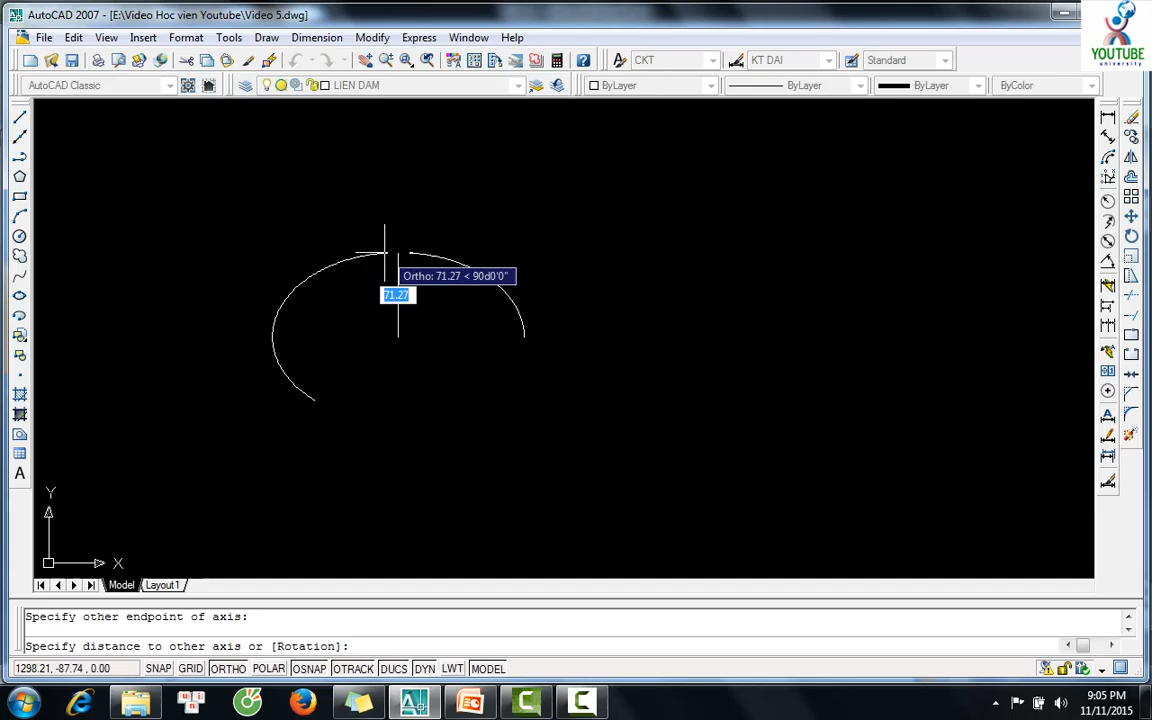 AutoCAD 2007 - [E:\Video Hoc vien Youtube\Video 5.dwg]
File Edit View Insert Format Tools Draw Dimension Modify Express Window Help
YOUTUBE
university
CKT KT DAI Standard
AutoCAD Classic LIEN DAM ByLayer ByLayer ByLayer ByColor
Ortho: 71.27 < 90d0'0"
71.27
Y
X
A
Model Layout1
Specify other endpoint of axis:
Specify distance to other axis or [Rotation]:
1298.21, -87.74 , 0.00 SNAP GRID ORTHO POLAR OSNAP OTRACK DUCS DYN LWT MODEL
9:05 PM
11/11/2015